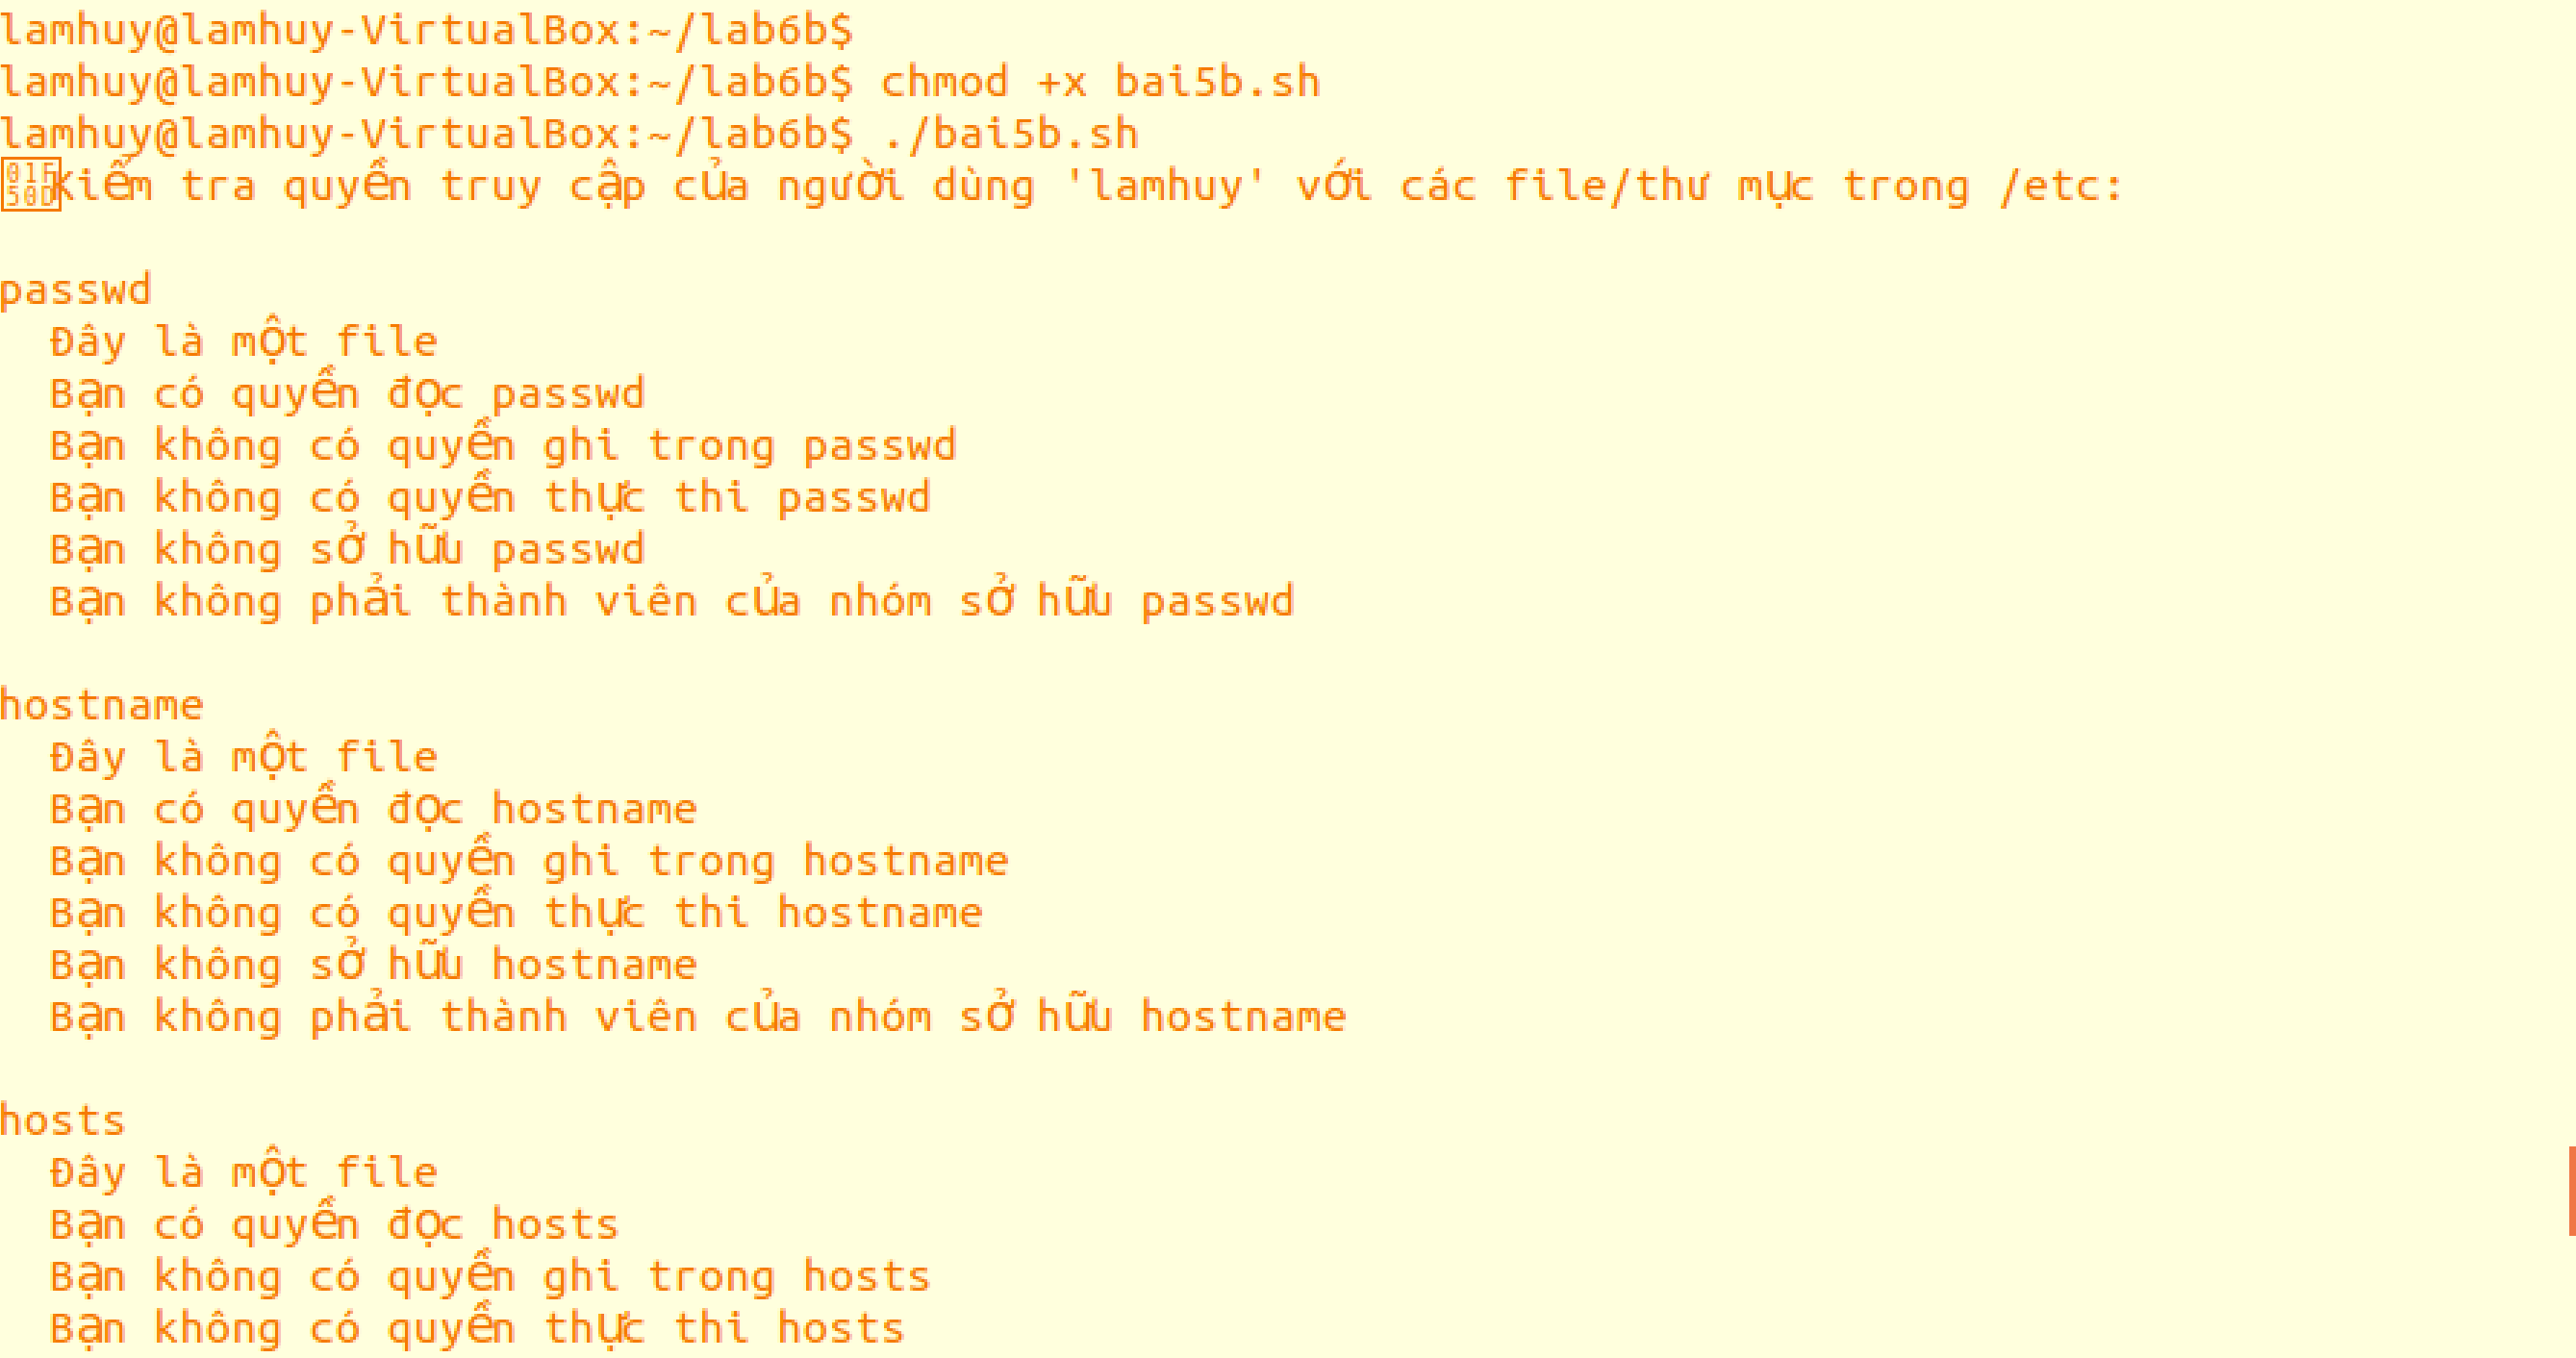 lamhuy@lamhuy-VirtualBox:~/lab6b$
lamhuy@lamhuy-VirtualBox:~/lab6b$ chmod +x bai5b.sh
lamhuy@lamhuy-VirtualBox:~/lab6b$ ./bai5b.sh
🔍Kiểm tra quyền truy cập của người dùng 'lamhuy' với các file/thư mục trong /etc:
passwd
Đây là một file
Bạn có quyền đọc passwd
Bạn không có quyền ghi trong passwd
Bạn không có quyền thực thi passwd
Bạn không sở hữu passwd
Bạn không phải thành viên của nhóm sở hữu passwd
hostname
Đây là một file
Bạn có quyền đọc hostname
Bạn không có quyền ghi trong hostname
Bạn không có quyền thực thi hostname
Bạn không sở hữu hostname
Bạn không phải thành viên của nhóm sở hữu hostname
hosts
Đây là một file
Bạn có quyền đọc hosts
Bạn không có quyền ghi trong hosts
Bạn không có quyền thực thi hosts